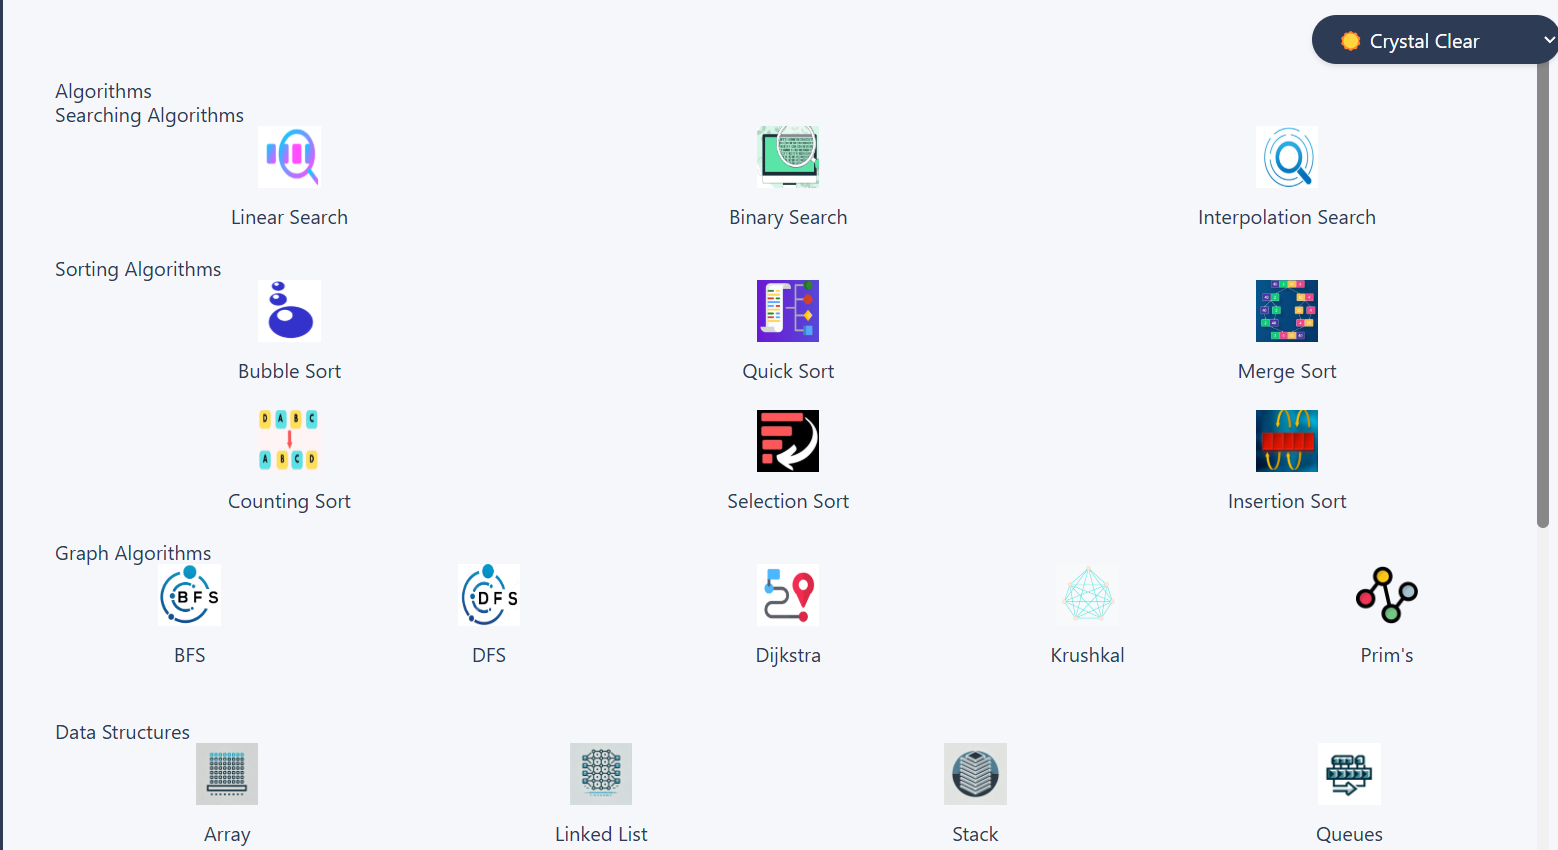 Crystal Clear
Algorithms
Searching Algorithms
Linear Search
Binary Search
Interpolation Search
Sorting Algorithms
Bubble Sort
Quick Sort
Merge Sort
D A B C
A B C D
Counting Sort
Selection Sort
Insertion Sort
Graph Algorithms
BFS
DFS
BFS
DFS
Dijkstra
Krushkal
Prim's
Data Structures
Array
Linked List
Stack
Queues